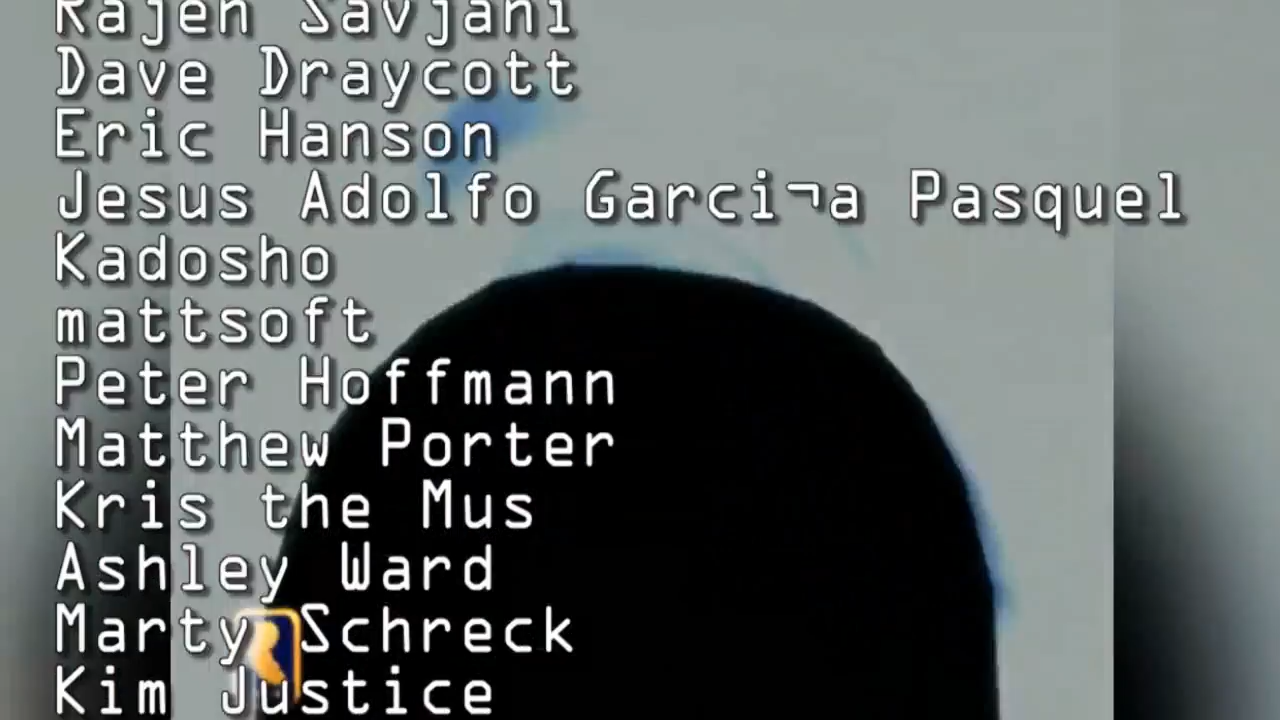 Rajen Savjani
Dave Draycott
Eric Hanson
Jesus Adolfo Garci¬a Pasquel
Kadosho
mattsoft
Peter Hoffmann
Matthew Porter
Kris the Mus
Ashley Ward
Marty Schreck
Kim Justice